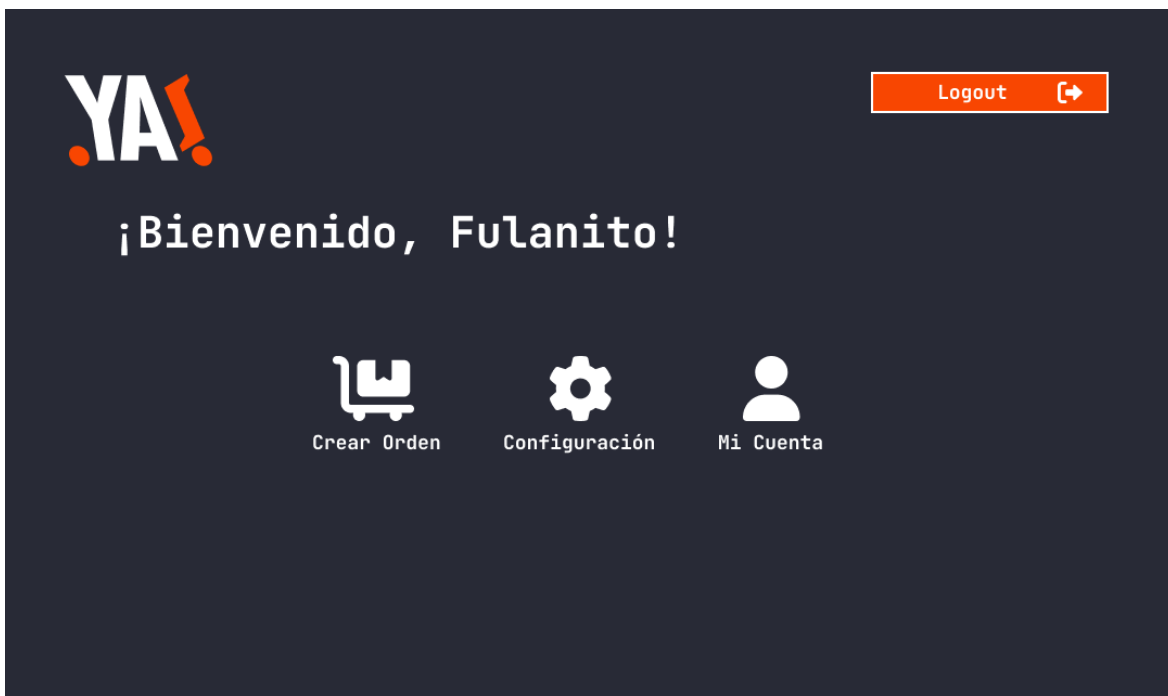 .YA!
Logout
¡Bienvenido, Fulanito!
Crear Orden
Configuración
Mi Cuenta